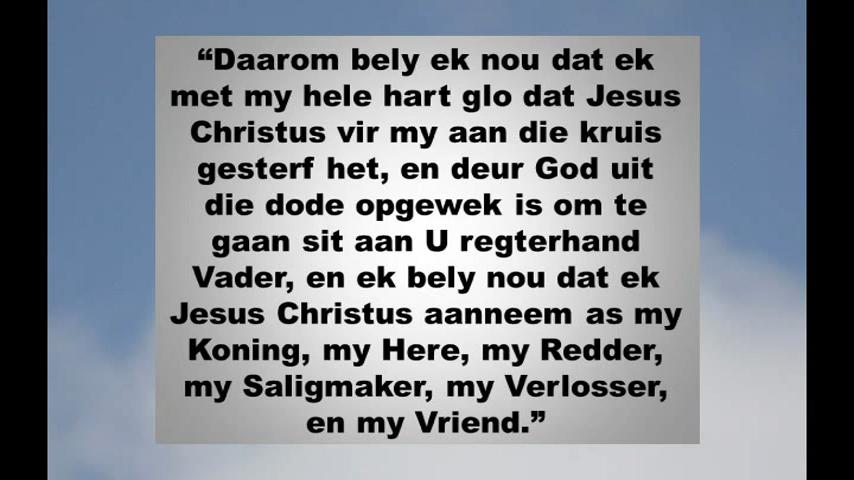 “Daarom bely ek nou dat ek
met my hele hart glo dat Jesus
Christus vir my aan die kruis
gesterf het, en deur God uit
die dode opgewek is om te
gaan sit aan U regterhand
Vader, en ek bely nou dat ek
Jesus Christus aanneem as my
Koning, my Here, my Redder,
my Saligmaker, my Verlosser,
en my Vriend.”